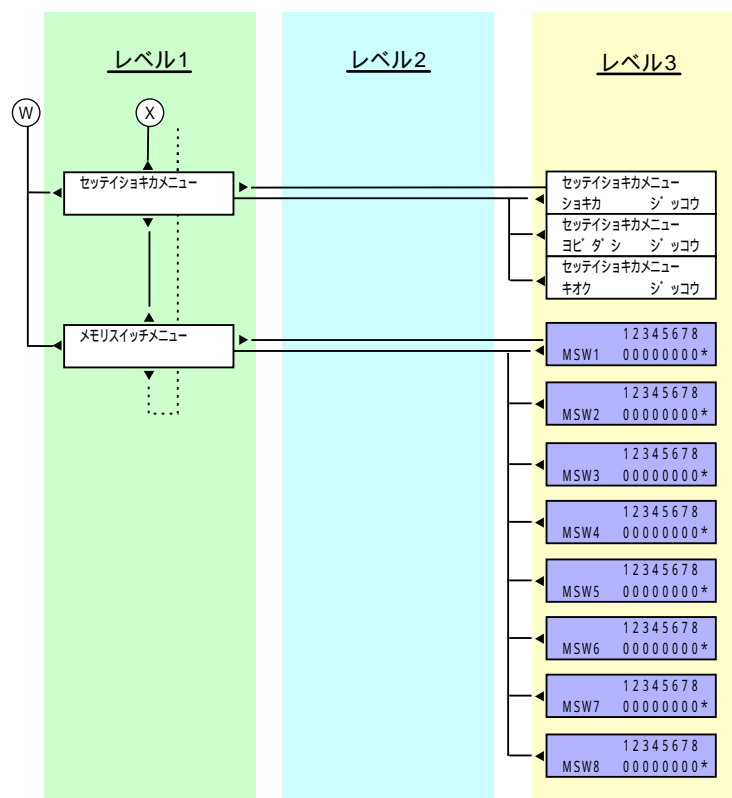 レベル1
レベル2
レベル3
W
X
セッテイショキカメニュー
セッテイショキカメニュー
ショキカ ジッコウ
セッテイショキカメニュー
ヨビダシ ジッコウ
セッテイショキカメニュー
キオク ジッコウ
メモリスイッチメニュー
12345678
MSW1 00000000*
12345678
MSW2 00000000*
12345678
MSW3 00000000*
12345678
MSW4 00000000*
12345678
MSW5 00000000*
12345678
MSW6 00000000*
12345678
MSW7 00000000*
12345678
MSW8 00000000*